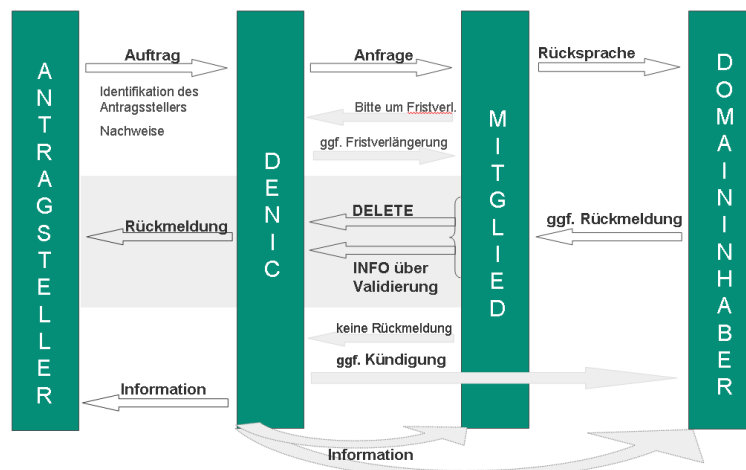 ANTRAGSTELLER
DENIC
MITGLIED
DOMAININHABER
Auftrag
Anfrage
Rücksprache
Identifikation des
Antragsstellers
Nachweise
Bitte um Fristverl.
ggf. Fristverlängerung
DELETE
Rückmeldung
ggf. Rückmeldung
INFO über
Validierung
keine Rückmeldung
ggf. Kündigung
Information
Information